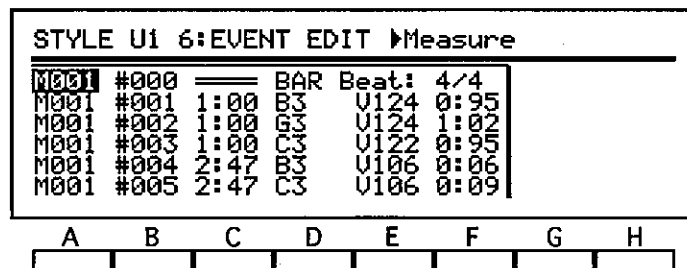 STYLE U1 6:EVENT EDIT ▶Measure
M001 #000 ═══ BAR Beat: 4/4
M001 #001 1:00 B3 V124 0:95
M001 #002 1:00 G3 V124 1:02
M001 #003 1:00 C3 V122 0:95
M001 #004 2:47 B3 V106 0:06
M001 #005 2:47 C3 V106 0:09
A B C D E F G H